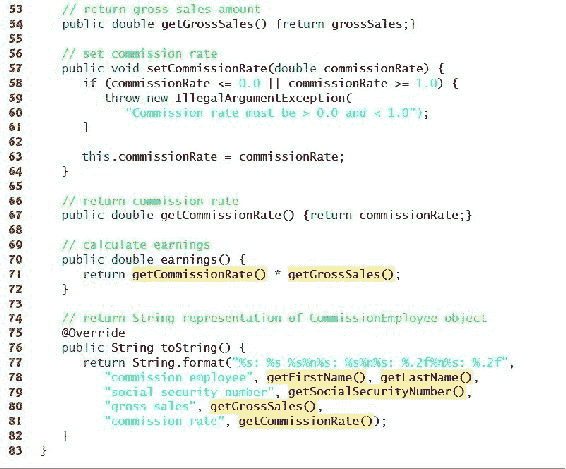 53 // return gross sales amount
54 public double getGrossSales() {return grossSales;}
55
56 // set commission rate
57 public void setCommissionRate(double commissionRate) {
58 if (commissionRate <= 0.0 || commissionRate >= 1.0) {
59 throw new IllegalArgumentException(
60 "Commission rate must be > 0.0 and < 1.0");
61 }
62
63 this.commissionRate = commissionRate;
64 }
65
66 // return commission rate
67 public double getCommissionRate() {return commissionRate;}
68
69 // calculate earnings
70 public double earnings() {
71 return getCommissionRate() * getGrossSales();
72 }
73
74 // return String representation of CommissionEmployee object
75 @Override
76 public String toString() {
77 return String.format("%s: %s %s%n%s: %s%n%s: %.2f%n%s: %.2f",
78 "commission employee", getFirstName(), getLastName(),
79 "social security number", getSocialSecurityNumber(),
80 "gross sales", getGrossSales(),
81 "commission rate", getCommissionRate());
82 }
83 }